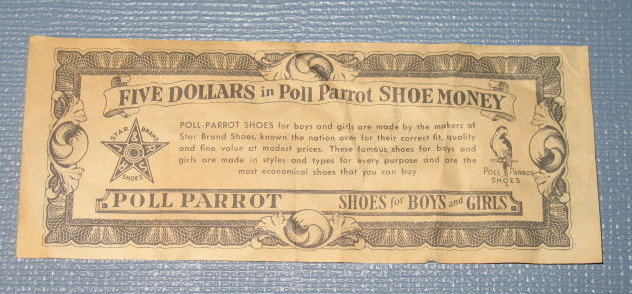 FIVE DOLLARS in Poll Parrot SHOE MONEY
POLL-PARROT SHOES for boys and girls are made by the makers of
Star Brand Shoes, known the nation over for their correct fit, quality
and fine value at modest prices. These famous shoes for boys and
girls are made in styles and types for every purpose and are the
most economical shoes that you can buy.
STAR BRAND
SHOES
POLL PARROT
SHOES
POLL PARROT
SHOES for BOYS and GIRLS